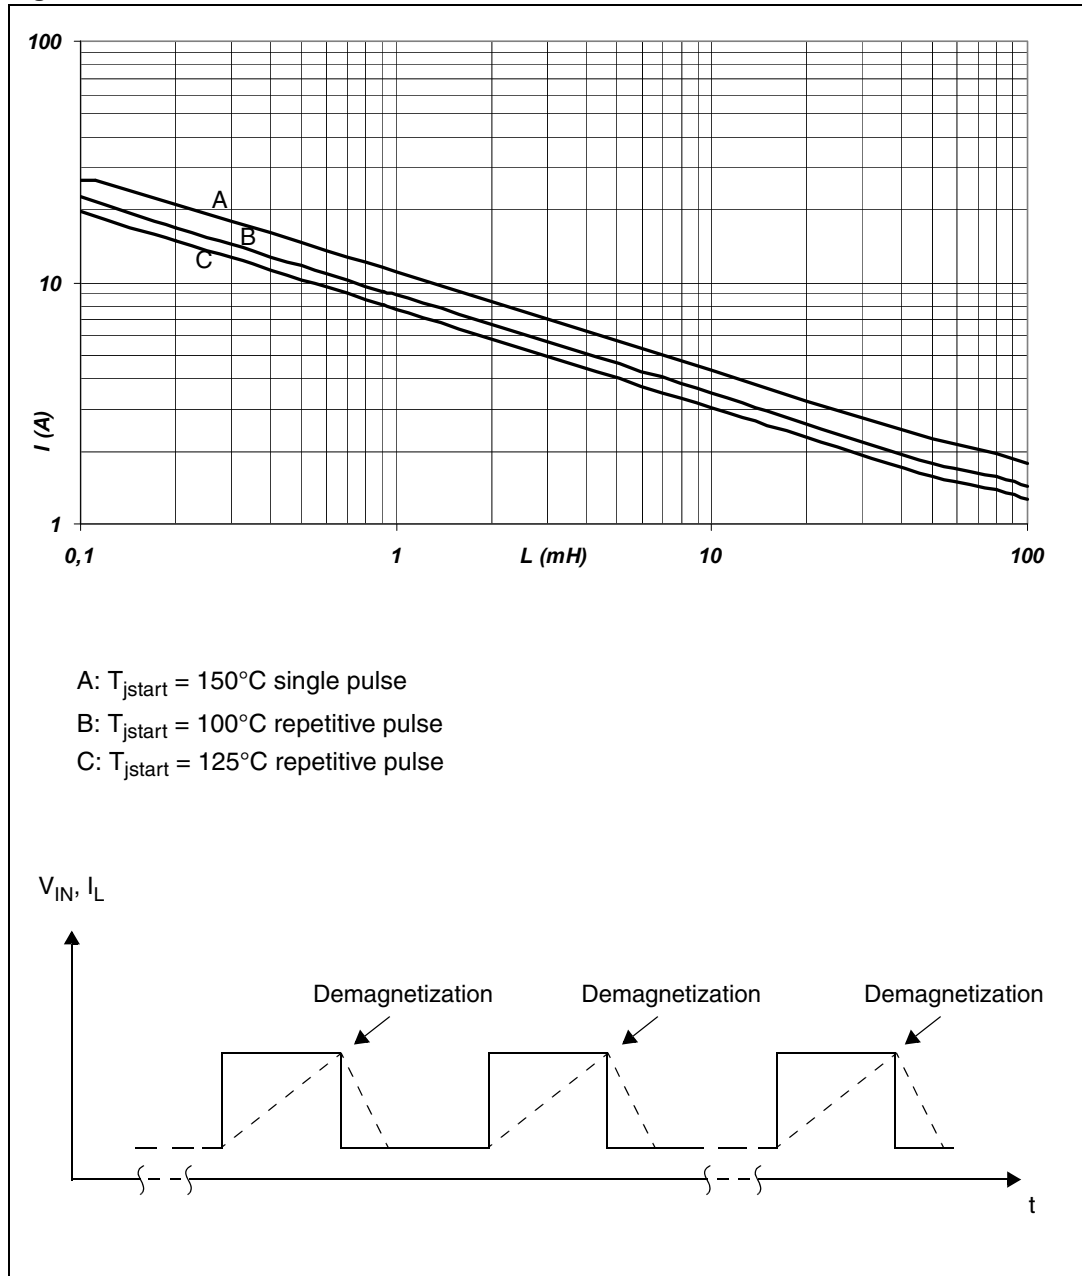 100
A
B
C
10
I (A)
1
0,1 1 L (mH) 10 100
A: Tjstart = 150°C single pulse
B: Tjstart = 100°C repetitive pulse
C: Tjstart = 125°C repetitive pulse
VIN, IL
Demagnetization Demagnetization Demagnetization
t